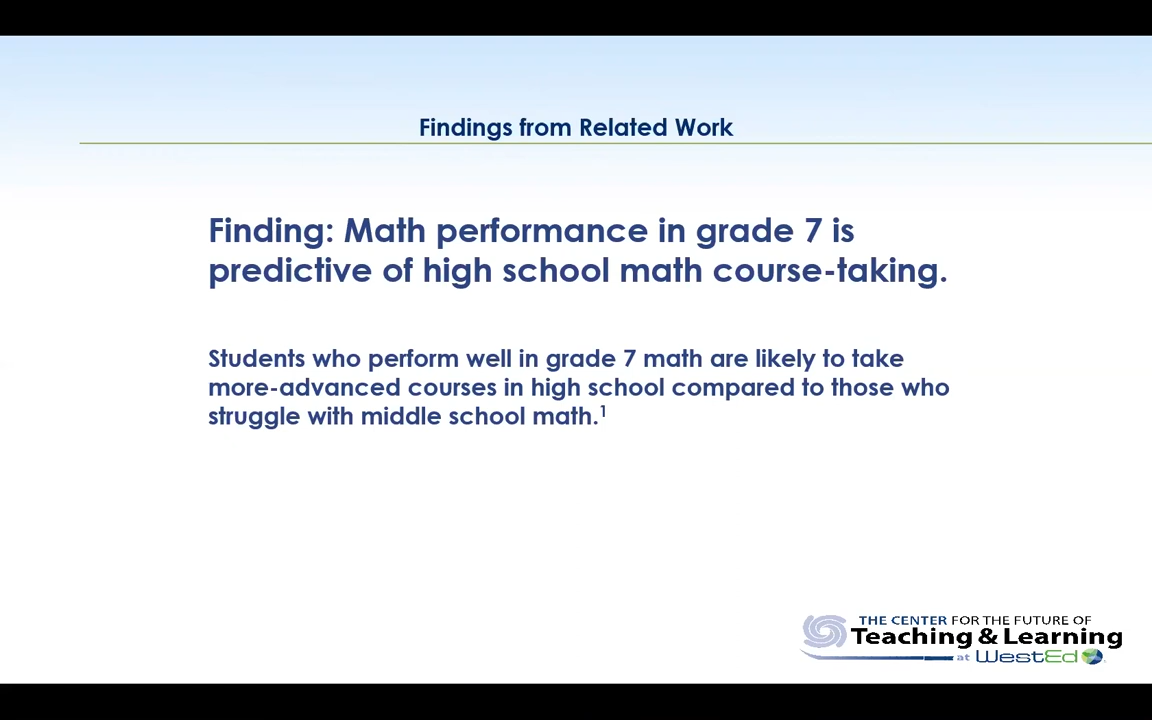 Findings from Related Work
Finding: Math performance in grade 7 is
predictive of high school math course-taking.
Students who perform well in grade 7 math are likely to take
more-advanced courses in high school compared to those who
struggle with middle school math.¹
THE CENTER FOR THE FUTURE OF
Teaching & Learning
at WestEd